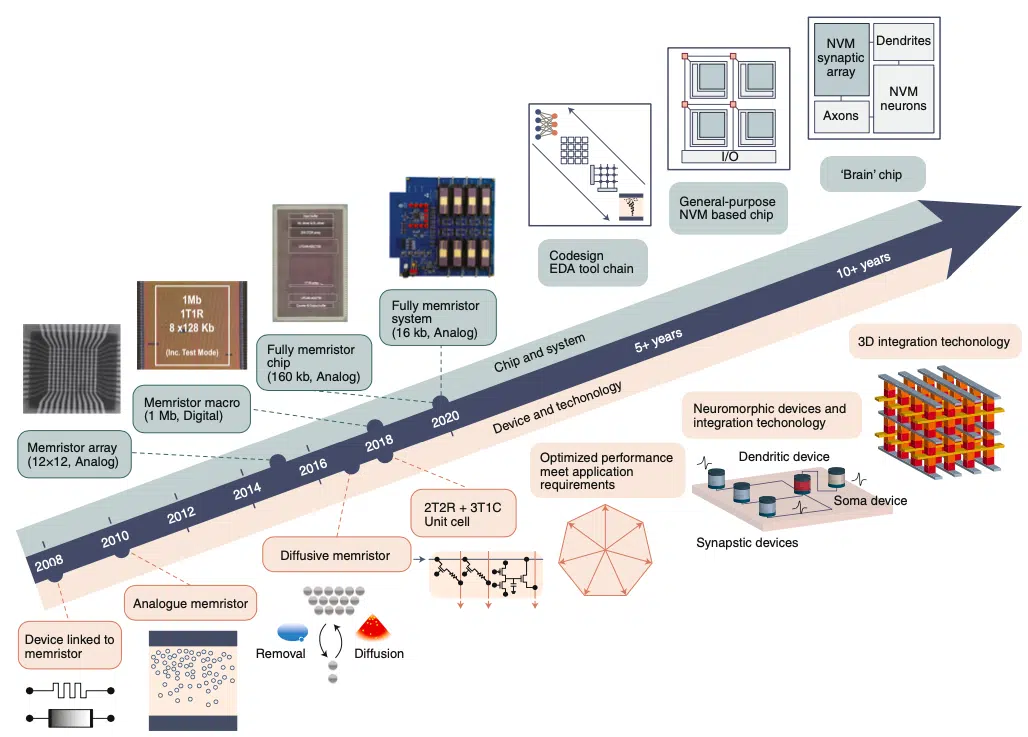 NVM
synaptic
array
Dendrites
NVM
neurons
Axons
I/O
'Brain' chip
General-purpose
NVM based chip
Codesign
EDA tool chain
1Mb
1T1R
8 x128 Kb
(Inc. Test Mode)
Fully memristor
system
(16 kb, Analog)
Fully memristor
chip
(160 kb, Analog)
Memristor macro
(1 Mb, Digital)
Memristor array
(12×12, Analog)
Chip and system
Device and techonology
2008
2010
2012
2014
2016
2018
2020
5+ years
10+ years
3D integration techonology
Neuromorphic devices and
integration techonology
Optimized performance
meet application
requirements
Dendritic device
Soma device
Synapstic devices
2T2R + 3T1C
Unit cell
Diffusive memristor
Removal
Diffusion
Analogue memristor
Device linked to
memristor